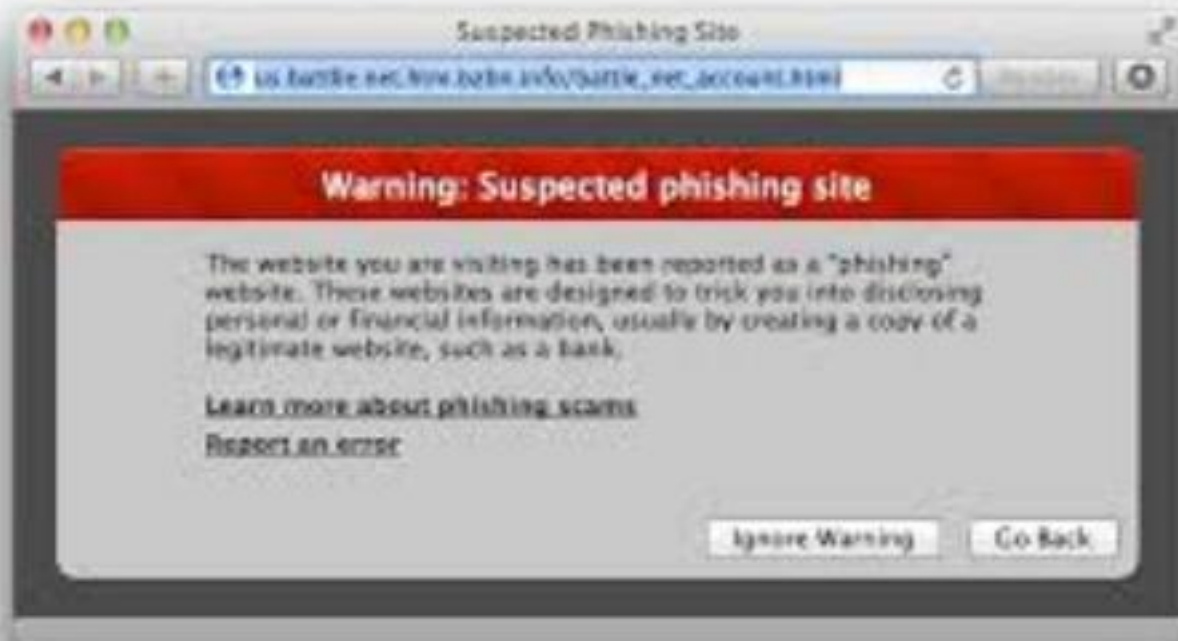 Suspected Phishing Site
Warning: Suspected phishing site
The website you are visiting has been reported as a "phishing"
website. These websites are designed to trick you into disclosing
personal or financial information, usually by creating a copy of a
legitimate website, such as a bank.
Learn more about phishing scams
Report an error
Ignore Warning
Go Back